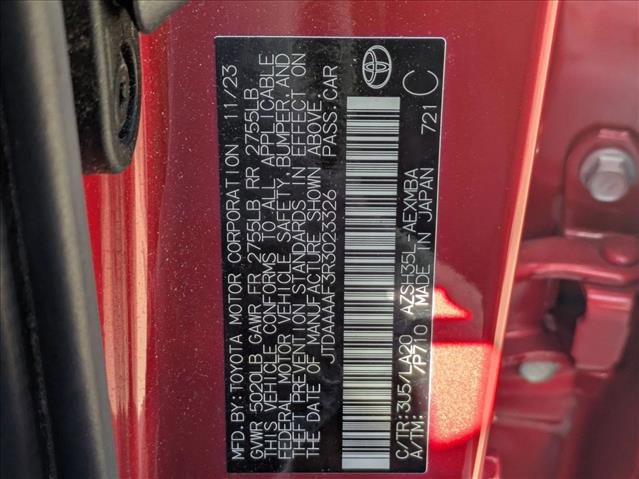 MFD.BY:TOYOTA MOTOR CORPORATION 11/23
GVWR 5020LB GAWR FR 2755LB RR 2755LB
THIS VEHICLE CONFORMS TO ALL APPLICABLE
FEDERAL MOTOR VEHICLE SAFETY, BUMPER, AND
THEFT PREVENTION STANDARDS IN EFFECT ON
THE DATE OF MANUFACTURE SHOWN ABOVE.
JTDAAAAF3R3023326 PASS.CAR
C/TR:3U5/LA20 AZSH35L-AEXMBA
A/TM: /P710 MADE IN JAPAN 721 C